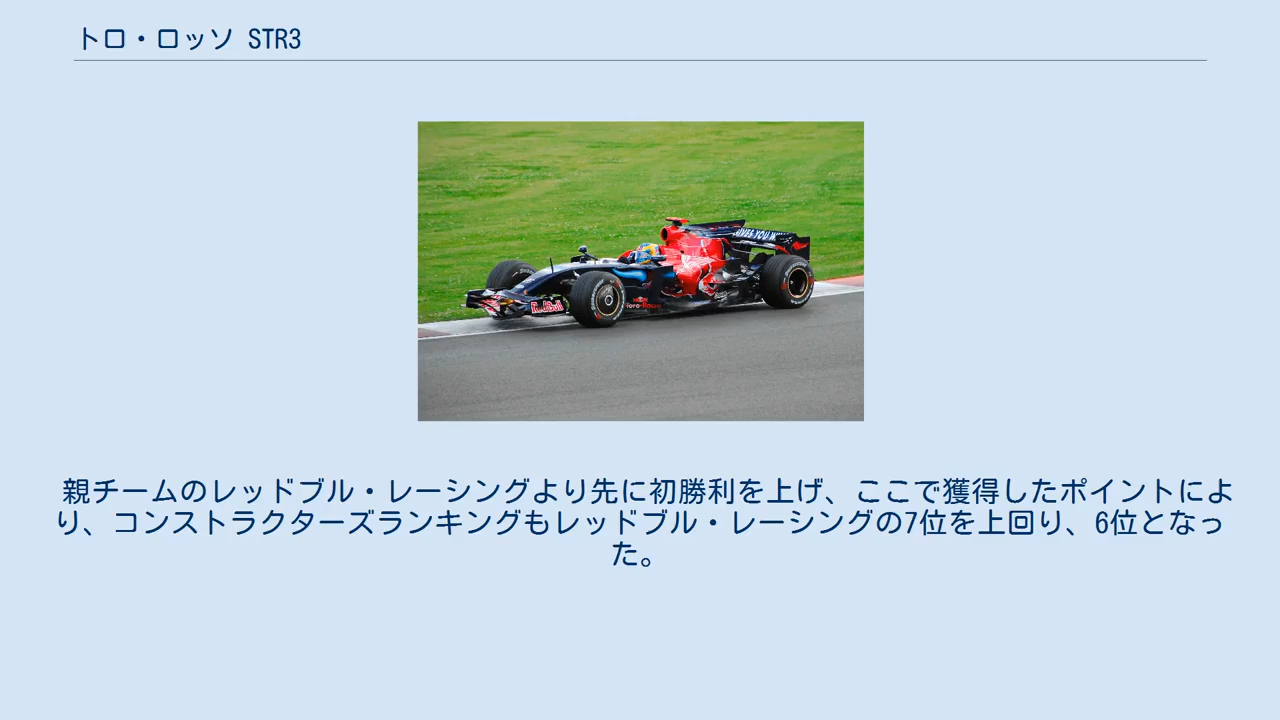 トロ・ロッソ STR3
親チームのレッドブル・レーシングより先に初勝利を上げ、ここで獲得したポイントによ
り、コンストラクターズランキングもレッドブル・レーシングの7位を上回り、6位となっ
た。